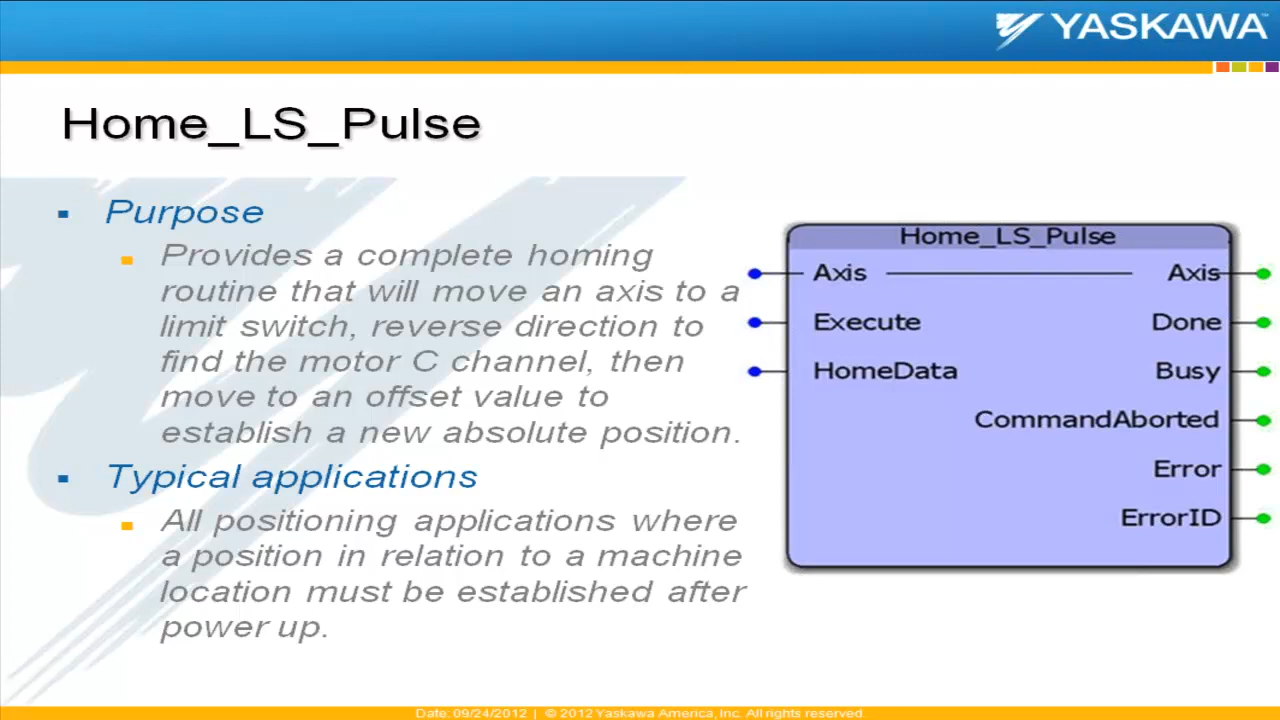 YASKAWA
Home_LS_Pulse
Purpose
Provides a complete homing
routine that will move an axis to a
limit switch, reverse direction to
find the motor C channel, then
move to an offset value to
establish a new absolute position.
Typical applications
All positioning applications where
a position in relation to a machine
location must be established after
power up.
Home_LS_Pulse
Axis Axis
Execute Done
HomeData Busy
CommandAborted
Error
ErrorID
Date: 09/24/2012 | © 2012 Yaskawa America, Inc. All rights reserved.